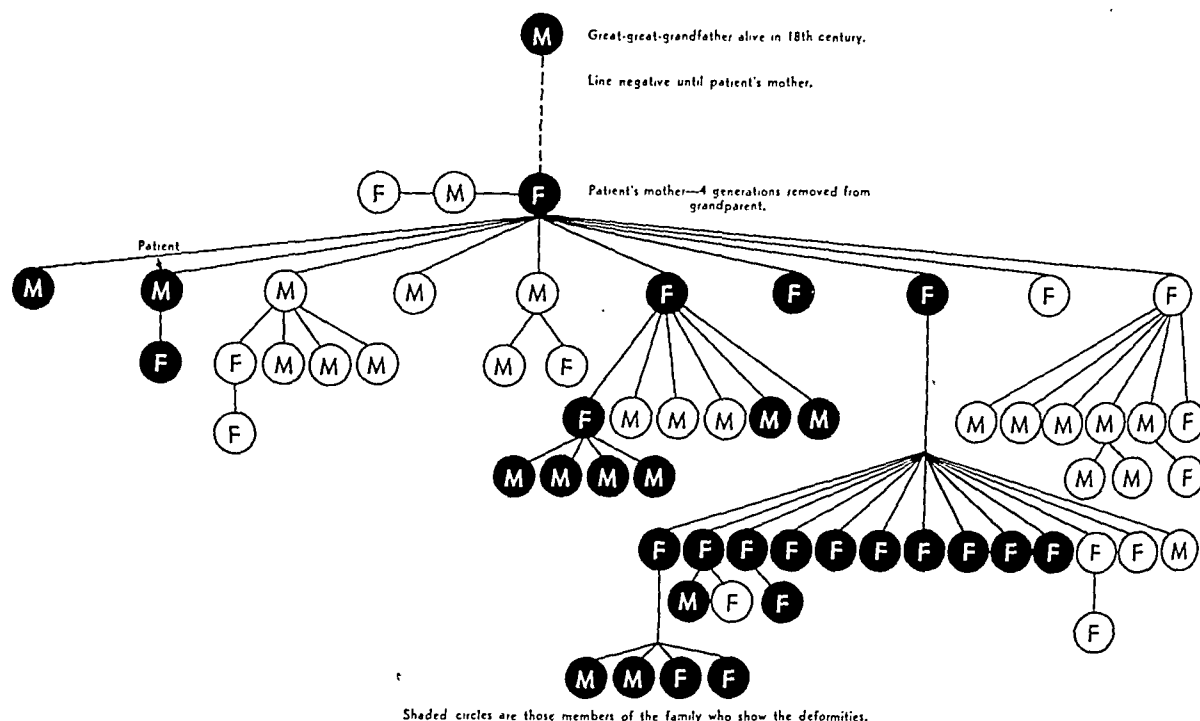 M
Great-great-grandfather alive in 18th century.
Line negative until patient's mother.
F M F
Patient's mother—4 generations removed from
grandparent.
Patient
M M M M M F F F F F
F F M M M M F
F M M M M M M M M M M F
F
M M M M M M F
F F F F F F F F F F F F M
M F F
F
M M F F
Shaded circles are those members of the family who show the deformities.